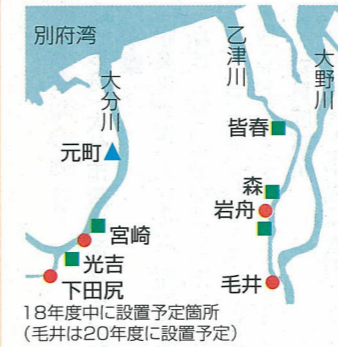 別府湾
大分川
乙津川
大野川
元町
皆春
森
岩舟
宮崎
光吉
下田尻
毛井
18年度中に設置予定箇所
(毛井は20年度に設置予定)